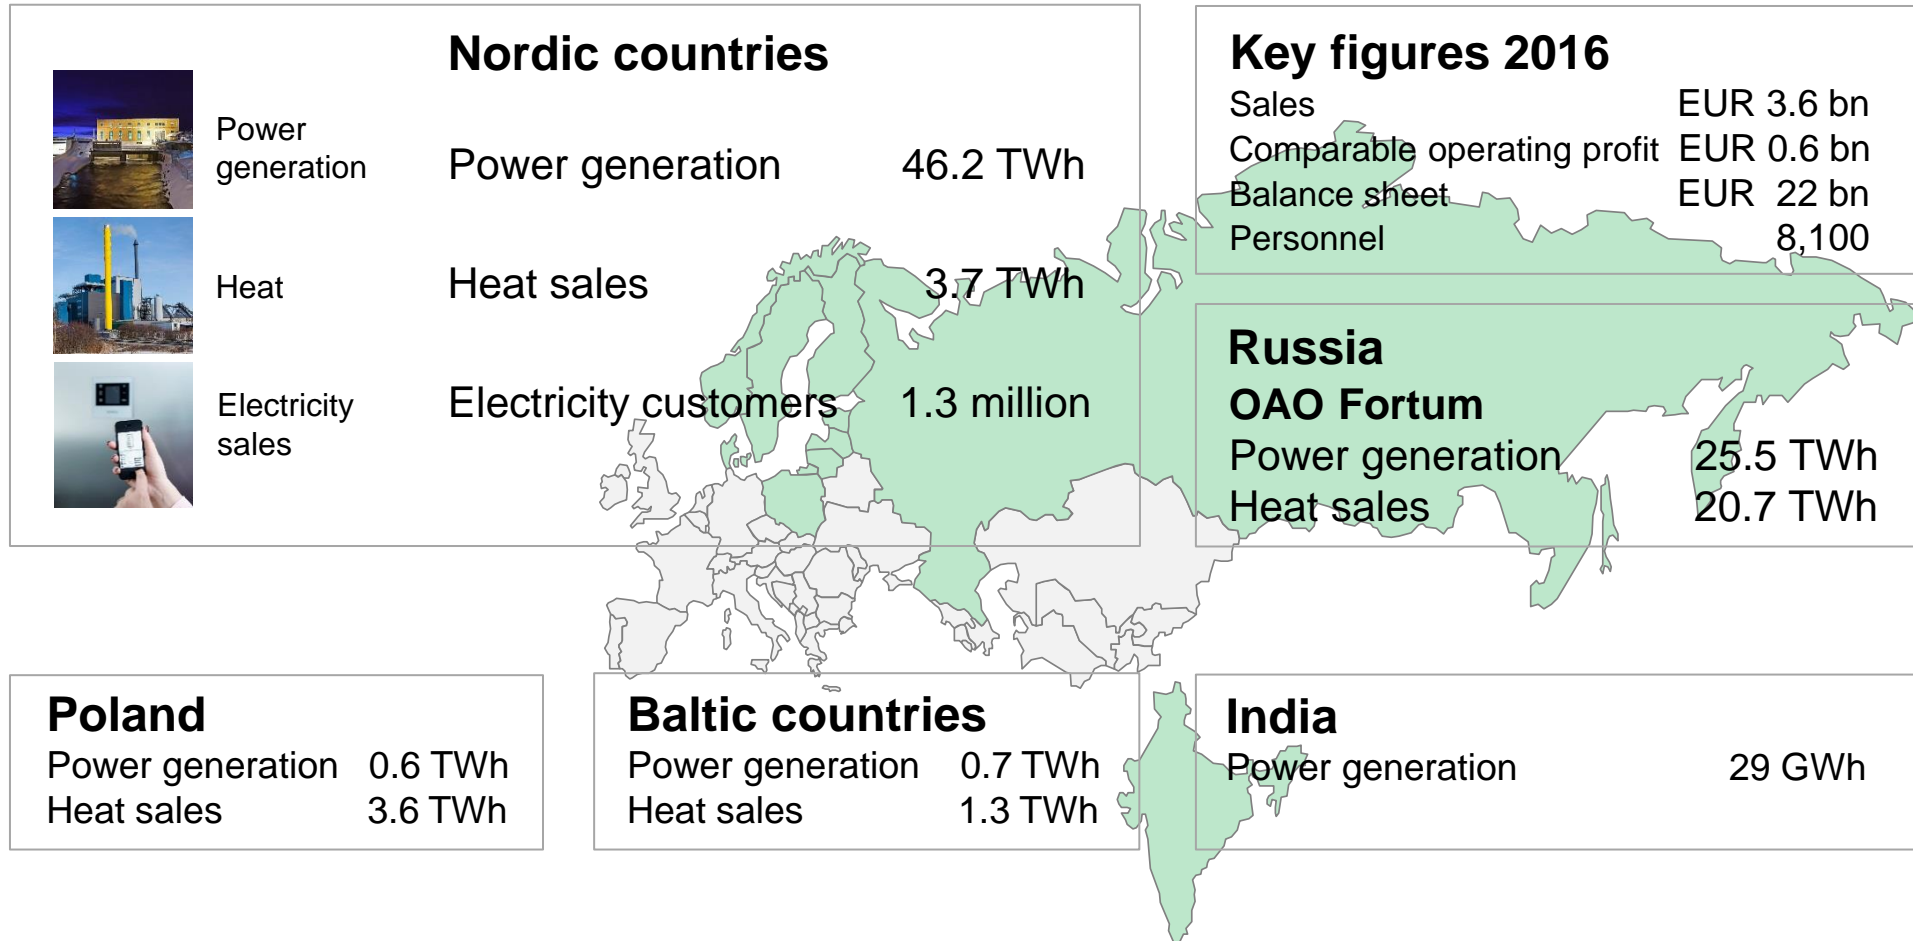 Nordic countries
Power
generation
Power generation 46.2 TWh
Heat
Heat sales 3.7 TWh
Electricity
sales
Electricity customers 1.3 million
Key figures 2016
Sales EUR 3.6 bn
Comparable operating profit EUR 0.6 bn
Balance sheet EUR 22 bn
Personnel 8,100
Russia
OAO Fortum
Power generation 25.5 TWh
Heat sales 20.7 TWh
Poland
Power generation 0.6 TWh
Heat sales 3.6 TWh
Baltic countries
Power generation 0.7 TWh
Heat sales 1.3 TWh
India
Power generation 29 GWh